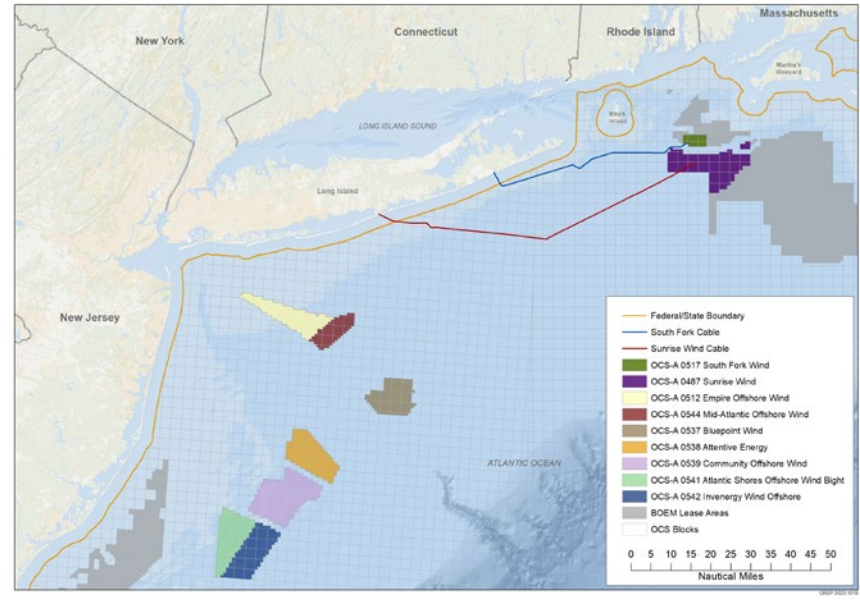 Massachusetts
New York
Connecticut
Rhode Island
Martha's
Vineyard
Block
Island
LONG ISLAND SOUND
Long Island
New Jersey
ATLANTIC OCEAN
Federal/State Boundary
South Fork Cable
Sunrise Wind Cable
OCS-A 0517 South Fork Wind
OCS-A 0487 Sunrise Wind
OCS-A 0512 Empire Offshore Wind
OCS-A 0544 Mid-Atlantic Offshore Wind
OCS-A 0537 Bluepoint Wind
OCS-A 0538 Attentive Energy
OCS-A 0539 Community Offshore Wind
OCS-A 0541 Atlantic Shores Offshore Wind Bight
OCS-A 0542 Invenergy Wind Offshore
BOEM Lease Areas
OCS Blocks
0 5 10 15 20 25 30 40 45 50
Nautical Miles